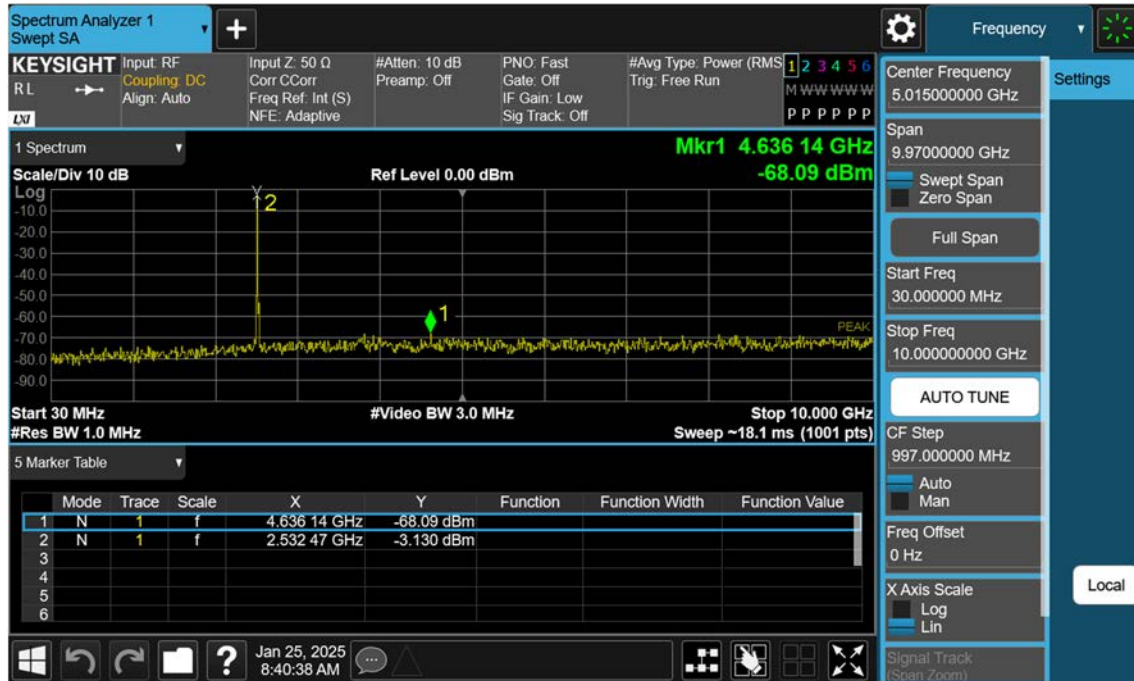 Spectrum Analyzer 1
Swept SA
Frequency
KEYSIGHT
R L
LXI
Input: RF
Coupling: DC
Align: Auto
Input Z: 50 Ω
Corr CCorr
Freq Ref: Int (S)
NFE: Adaptive
#Atten: 10 dB
Preamp: Off
PNO: Fast
Gate: Off
IF Gain: Low
Sig Track: Off
#Avg Type: Power (RMS
Trig: Free Run
1 2 3 4 5 6
M W W W W W
P P P P P P
1 Spectrum
Mkr1 4.636 14 GHz
-68.09 dBm
Scale/Div 10 dB
Ref Level 0.00 dBm
Log
-10.0
-20.0
-30.0
-40.0
-50.0
-60.0
-70.0
-80.0
-90.0
2
1
PEAK
Start 30 MHz
#Video BW 3.0 MHz
Stop 10.000 GHz
#Res BW 1.0 MHz
Sweep ~18.1 ms (1001 pts)
5 Marker Table
Mode Trace Scale X Y Function Function Width Function Value
1 N 1 f 4.636 14 GHz -68.09 dBm
2 N 1 f 2.532 47 GHz -3.130 dBm
3
4
5
6
?
Jan 25, 2025
8:40:38 AM
Center Frequency
5.015000000 GHz
Span
9.97000000 GHz
Swept Span
Zero Span
Full Span
Start Freq
30.000000 MHz
Stop Freq
10.000000000 GHz
AUTO TUNE
CF Step
997.000000 MHz
Auto
Man
Freq Offset
0 Hz
X Axis Scale
Log
Lin
Signal Track
(Span Zoom)
Settings
Local